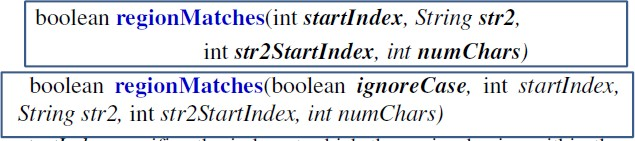 boolean regionMatches(int startIndex, String str2,
int str2StartIndex, int numChars)
boolean regionMatches(boolean ignoreCase, int startIndex,
String str2, int str2StartIndex, int numChars)